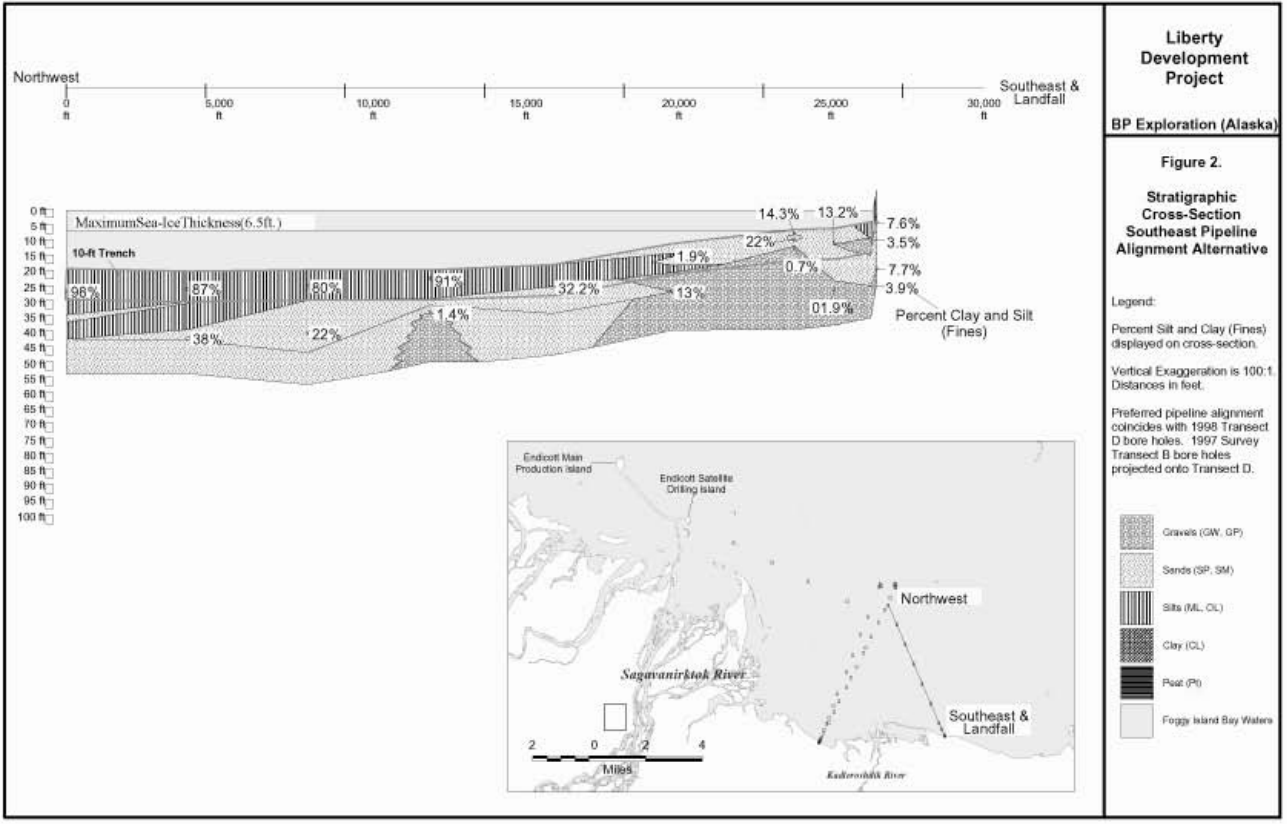 Liberty
Development
Project
BP Exploration (Alaska)
Figure 2.
Stratigraphic
Cross-Section
Southeast Pipeline
Alignment Alternative
Legend:
Percent Silt and Clay (Fines)
displayed on cross-section.
Vertical Exaggeration is 100:1.
Distances in feet.
Preferred pipeline alignment
coincides with 1998 Transect
D bore holes. 1997 Survey
Transect B bore holes
projected onto Transect D.
Gravels (GW, GP)
Sands (SP, SM)
Silts (ML, OL)
Clay (CL)
Peat (Pt)
Foggy Island Bay Waters
Northwest
Southeast &
Landfall
0
ft
5,000
ft
10,000
ft
15,000
ft
20,000
ft
25,000
ft
30,000
ft
0 ft
5 ft
10 ft
15 ft
20 ft
25 ft
30 ft
35 ft
40 ft
45 ft
50 ft
55 ft
60 ft
65 ft
70 ft
75 ft
80 ft
85 ft
90 ft
95 ft
100 ft
MaximumSea-IceThickness(6.5ft.)
10-ft Trench
14.3%
13.2%
7.6%
22%
3.5%
1.9%
0.7%
7.7%
98%
87%
80%
91%
32.2%
13%
3.9%
01.9%
1.4%
38%
22%
Percent Clay and Silt
(Fines)
Endicott Main
Production Island
Endicott Satellite
Drilling Island
Northwest
Sagavanirktok River
Southeast &
Landfall
2 0 2 4
Miles
Kadleroshilik River